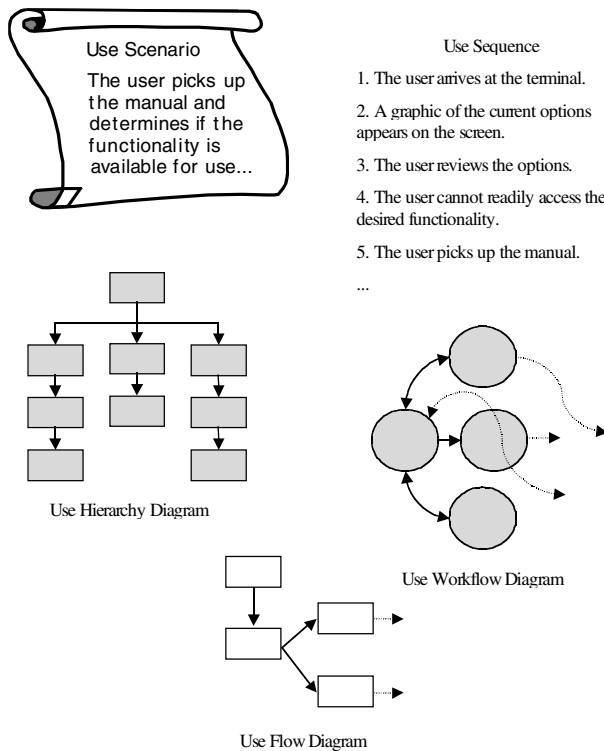 Use Scenario
The user picks up
the manual and
determines if the
functionality is
available for use...
Use Sequence
1. The user arrives at the terminal.
2. A graphic of the current options
appears on the screen.
3. The user reviews the options.
4. The user cannot readily access the
desired functionality.
5. The user picks up the manual.
...
Use Hierarchy Diagram
Use Workflow Diagram
Use Flow Diagram